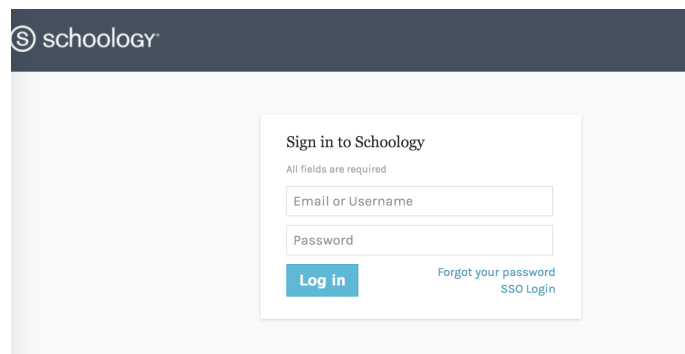 S schoology
Sign in to Schoology
All fields are required
Email or Username
Password
Log in
Forgot your password
SSO Login